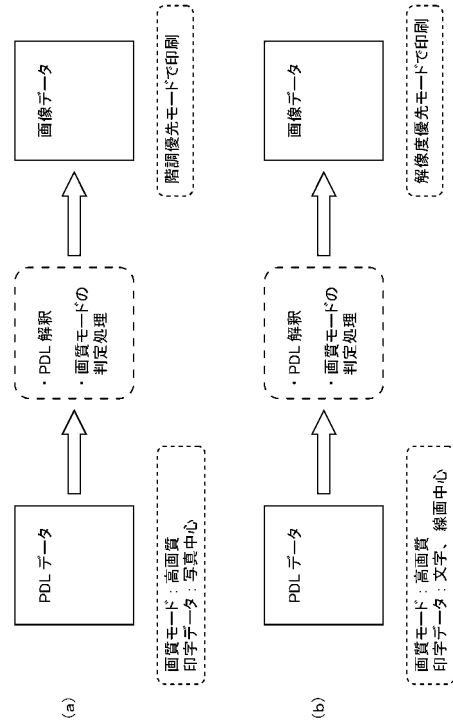 (a)
PDL データ
画質モード：高画質
印字データ：写真中心
・PDL 解釈
・画質モードの
判定処理
画像データ
階調優先モードで印刷
(b)
PDL データ
画質モード：高画質
印字データ：文字、線画中心
・PDL 解釈
・画質モードの
判定処理
画像データ
解像度優先モードで印刷